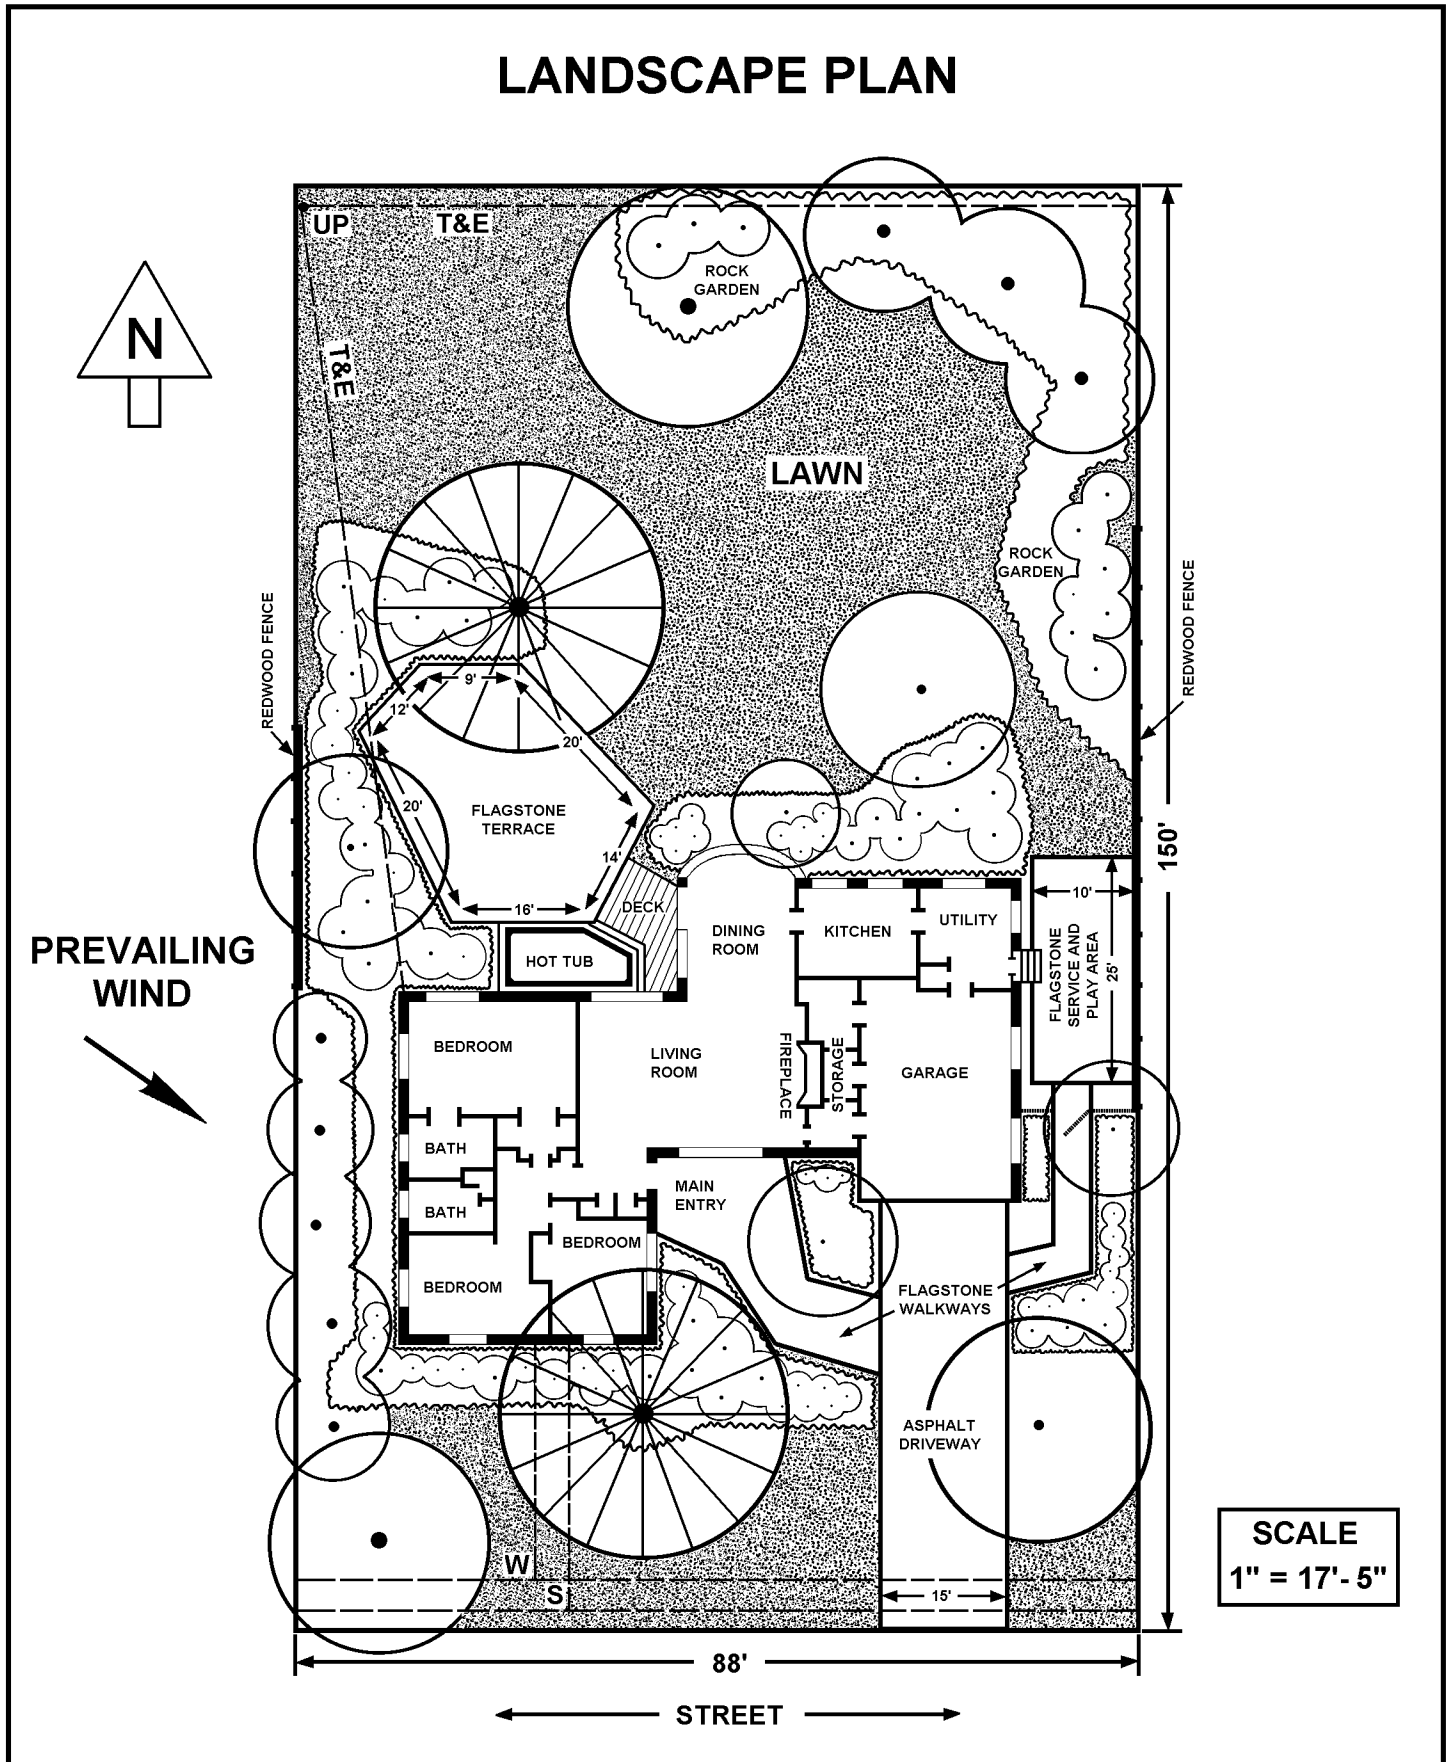 LANDSCAPE PLAN
UP
T&E
ROCK
GARDEN
N
T&E
LAWN
ROCK
GARDEN
REDWOOD FENCE
REDWOOD FENCE
9'
12'
20'
20'
FLAGSTONE
TERRACE
14'
16'
150'
10'
25'
FLAGSTONE
SERVICE AND
PLAY AREA
DECK
DINING
ROOM
KITCHEN
UTILITY
HOT TUB
PREVAILING
WIND
BEDROOM
LIVING
ROOM
FIREPLACE
STORAGE
GARAGE
BATH
MAIN
ENTRY
BATH
BEDROOM
BEDROOM
FLAGSTONE
WALKWAYS
ASPHALT
DRIVEWAY
W
S
15'
SCALE
1" = 17'- 5"
88'
STREET